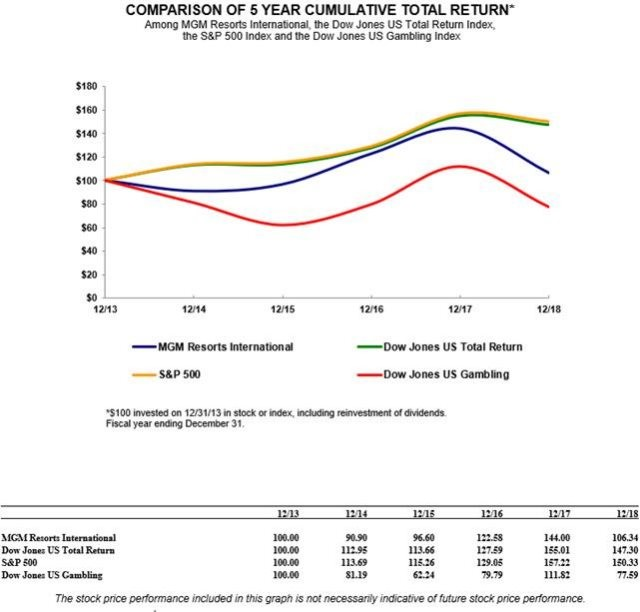 COMPARISON OF 5 YEAR CUMULATIVE TOTAL RETURN*
Among MGM Resorts International, the Dow Jones US Total Return Index,
the S&P 500 Index and the Dow Jones US Gambling Index
$180
$160
$140
$120
$100
$80
$60
$40
$20
$0
12/13 12/14 12/15 12/16 12/17 12/18
MGM Resorts International Dow Jones US Total Return
S&P 500 Dow Jones US Gambling
*$100 invested on 12/31/13 in stock or index, including reinvestment of dividends.
Fiscal year ending December 31.
12/13 12/14 12/15 12/16 12/17 12/18
MGM Resorts International 100.00 90.90 96.60 122.58 144.00 106.34
Dow Jones US Total Return 100.00 112.95 113.66 127.59 155.01 147.30
S&P 500 100.00 113.69 115.26 129.05 157.22 150.33
Dow Jones US Gambling 100.00 81.19 62.24 79.79 111.82 77.59
The stock price performance included in this graph is not necessarily indicative of future stock price performance.